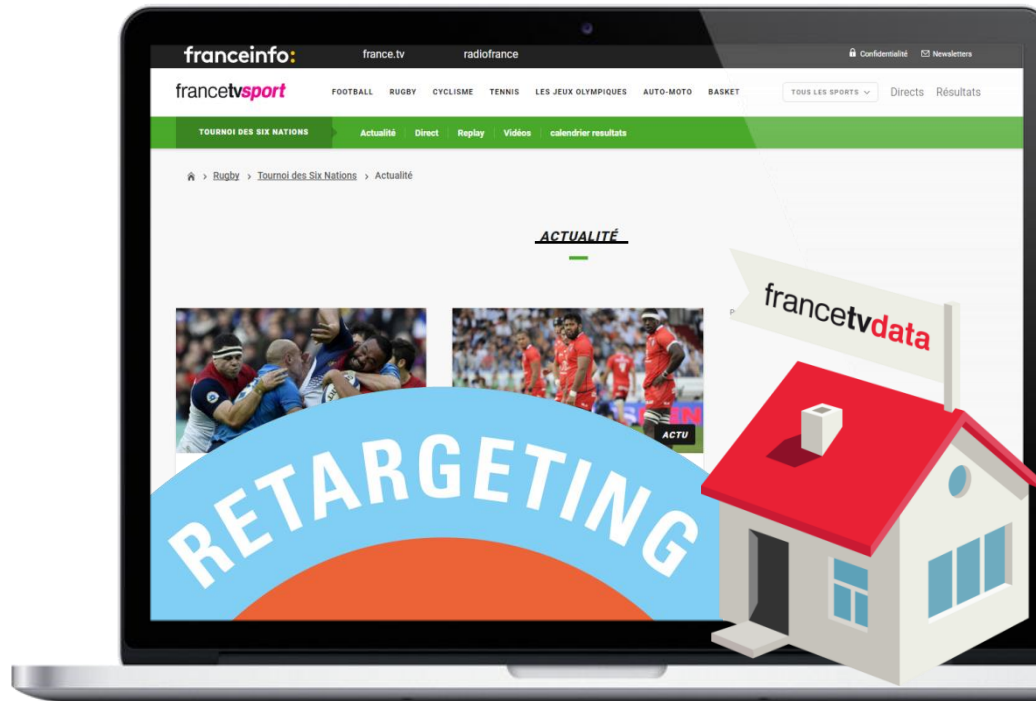 franceinfo: france.tv radiofrance Confidentialité Newsletters
francetvsport FOOTBALL RUGBY CYCLISME TENNIS LES JEUX OLYMPIQUES AUTO-MOTO BASKET TOUS LES SPORTS Directs Résultats
TOURNOI DES SIX NATIONS Actualité Direct Replay Vidéos calendrier resultats
> Rugby > Tournoi des Six Nations > Actualité
ACTUALITÉ
francetvdata
ACTU
RETARGETING